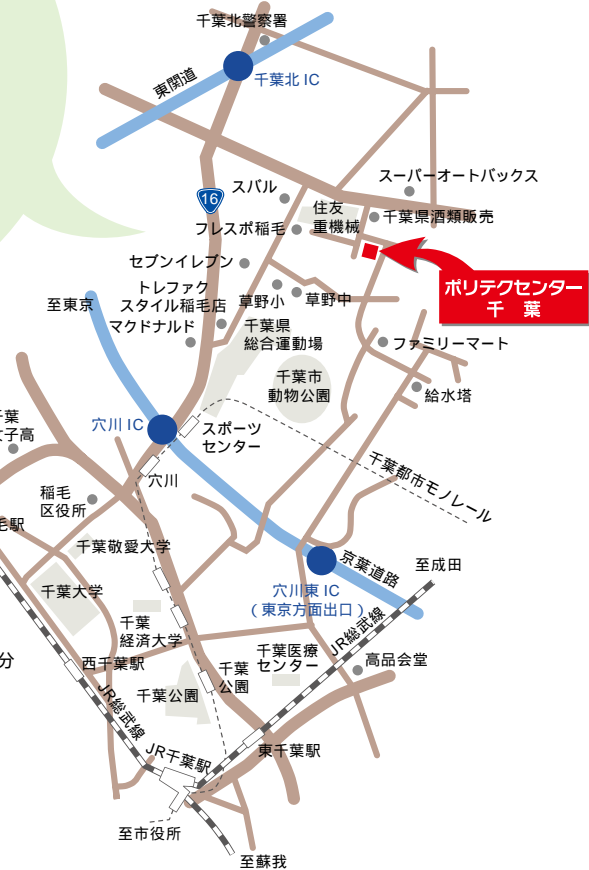 千葉北警察署
東関道
千葉北 IC
16
スバル
スーパーオートバックス
住友
重機械
千葉県酒類販売
フレスポ稲毛
セブンイレブン
ポリテクセンター
千 葉
トレファク
スタイル稲毛店
草野小
草野中
至東京
マクドナルド
千葉県
総合運動場
ファミリーマート
千葉市
動物公園
給水塔
葉
子高
穴川 IC
スポーツ
センター
穴川
千葉都市モノレール
稲毛
区役所
毛駅
千葉敬愛大学
京葉道路
至成田
穴川東 IC
(東京方面出口)
千葉大学
千葉
経済大学
JR総武線
千葉医療
センター
高品会堂
分
西千葉駅
千葉
公園
千葉公園
JR総武線
JR千葉駅
東千葉駅
至市役所
至蘇我